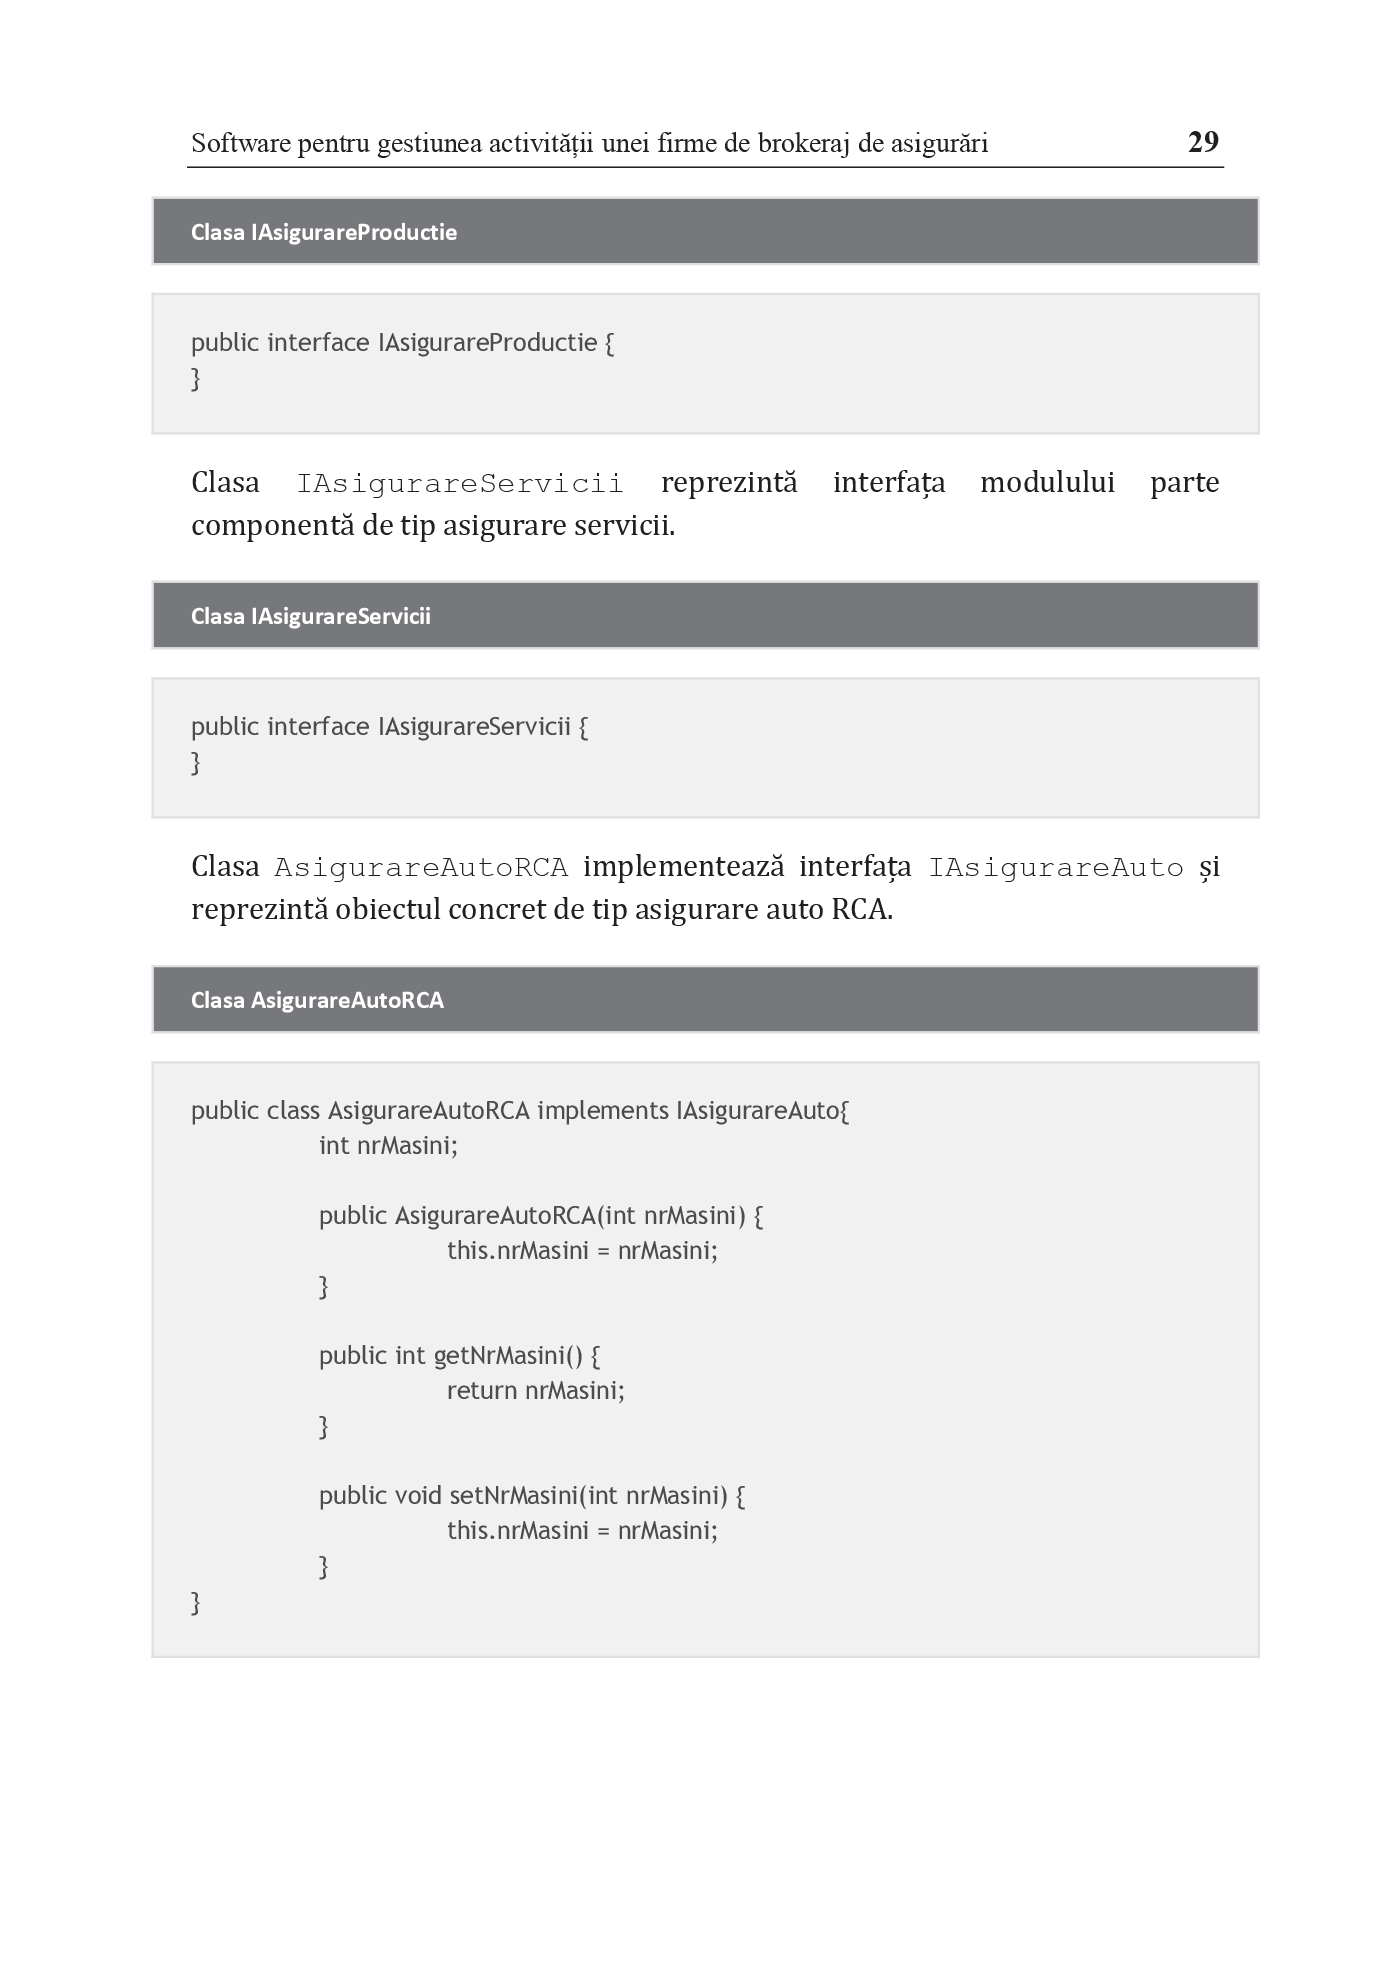 Software pentru gestiunea activității unei firme de brokeraj de asigurări 29
Clasa IAsigurareProductie
public interface IAsigurareProductie {
}
Clasa IAsigurareServicii reprezintă interfața modulului parte
componentă de tip asigurare servicii.
Clasa IAsigurareServicii
public interface IAsigurareServicii {
}
Clasa AsigurareAutoRCA implementează interfața IAsigurareAuto și
reprezintă obiectul concret de tip asigurare auto RCA.
Clasa AsigurareAutoRCA
public class AsigurareAutoRCA implements IAsigurareAuto{
int nrMasini;
public AsigurareAutoRCA(int nrMasini) {
this.nrMasini = nrMasini;
}
public int getNrMasini() {
return nrMasini;
}
public void setNrMasini(int nrMasini) {
this.nrMasini = nrMasini;
}
}